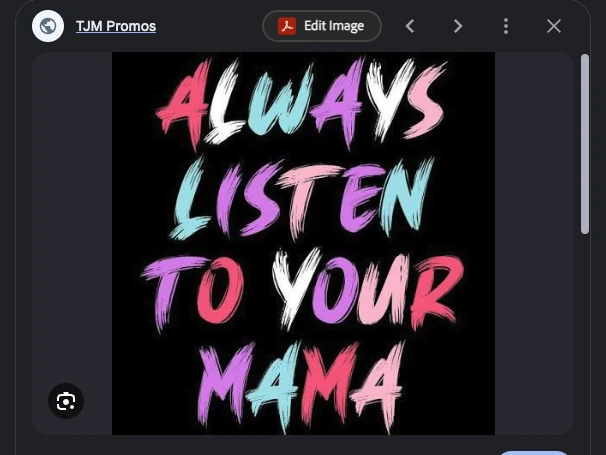 TJM Promos
Edit Image
ALWAYS
LISTEN
TO YOUR
MAMA